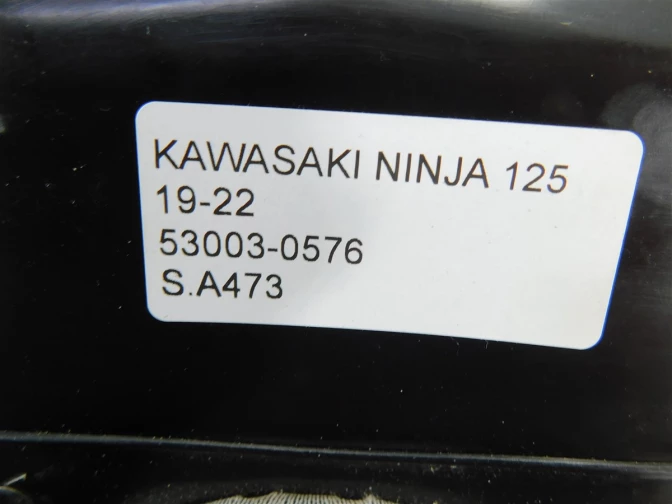 KAWASAKI NINJA 125
19-22
53003-0576
S.A473